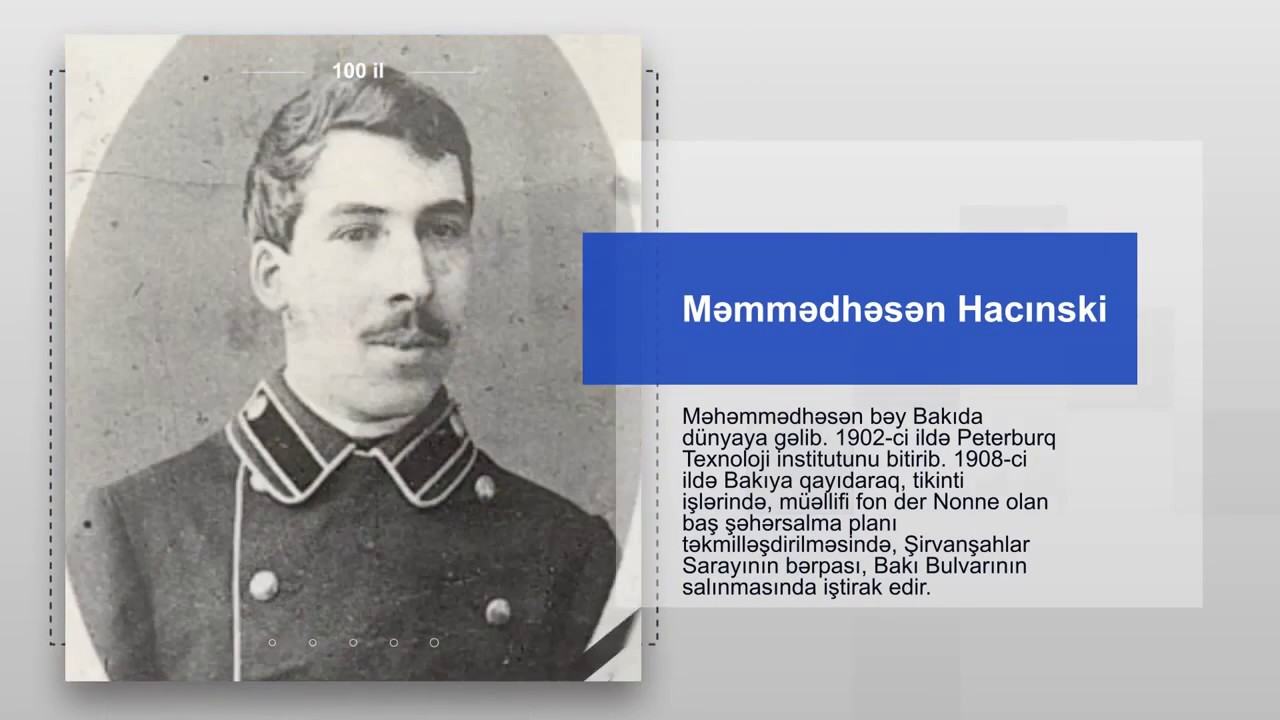 100 il
Məmmədhəsən Hacınski
Məhəmmədhəsən bəy Bakıda
dünyaya gəlib. 1902-ci ildə Peterburq
Texnoloji institutunu bitirib. 1908-ci
ildə Bakıya qayıdaraq, tikinti
işlərində, müəllifi fon der Nonne olan
baş şəhərsalma planı
təkmilləşdirilməsində, Şirvanşahlar
Sarayının bərpası, Bakı Bulvarının
salınmasında iştirak edir.